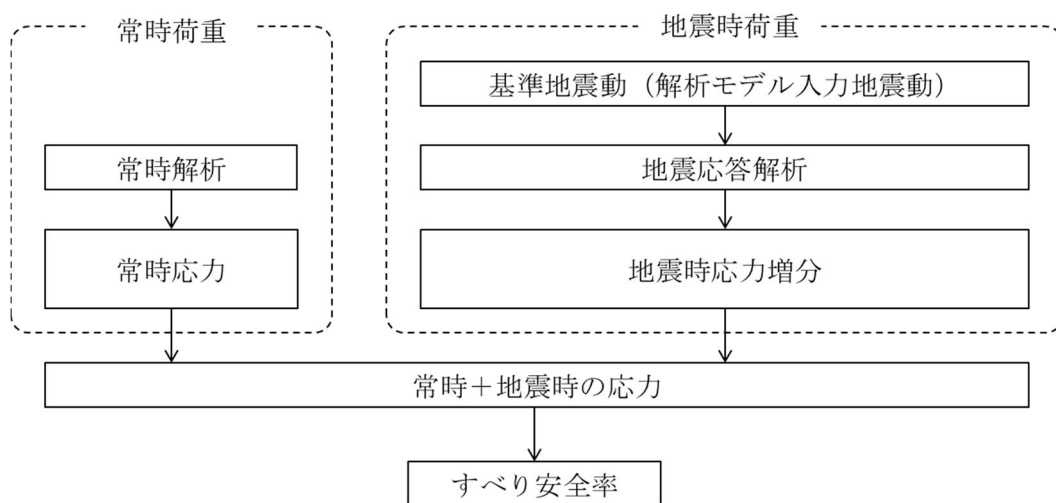 常時荷重
常時解析
常時応力
地震時荷重
基準地震動（解析モデル入力地震動）
地震応答解析
地震時応力増分
常時＋地震時の応力
すべり安全率